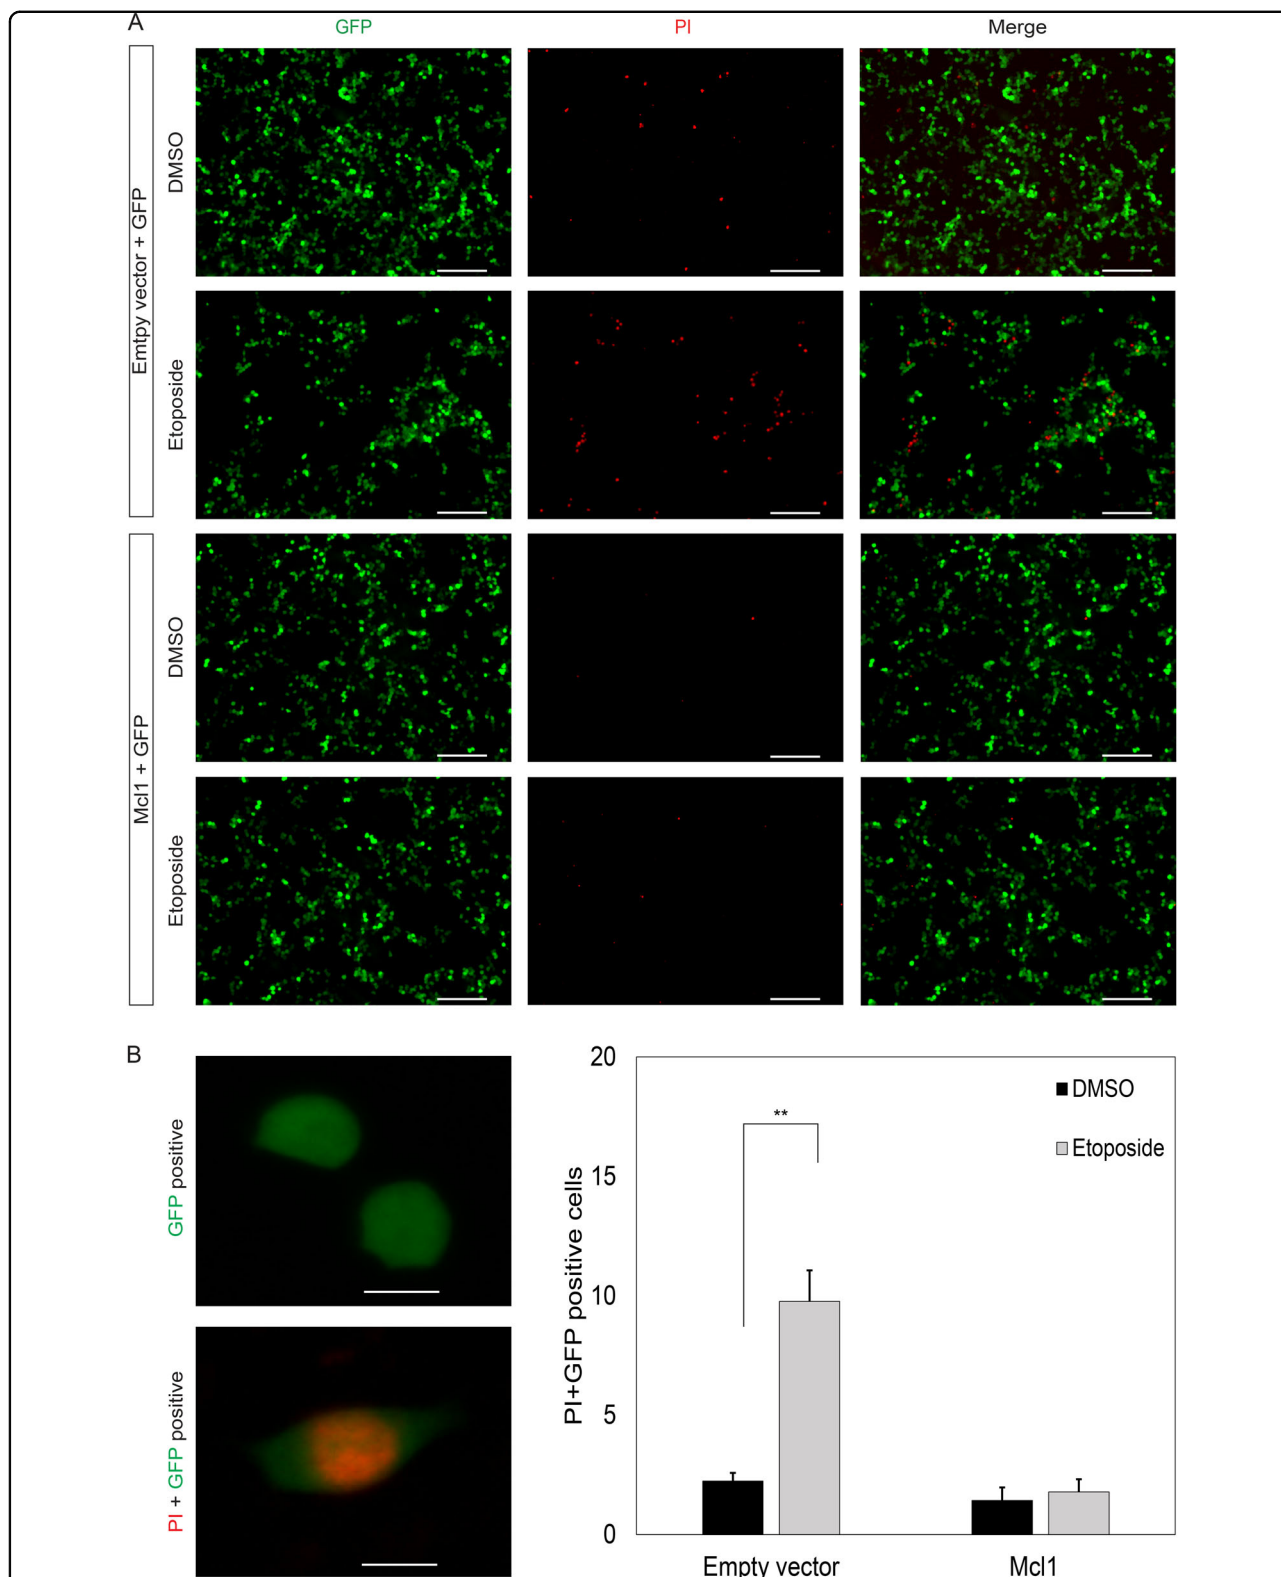 A
GFP PI Merge
Emtpy vector + GFP
DMSO
Etoposide
Mcl1 + GFP
DMSO
Etoposide
B
GFP positive
PI + GFP positive
PI+GFP positive cells
20
15
10
5
0
**
DMSO
Etoposide
Empty vector Mcl1